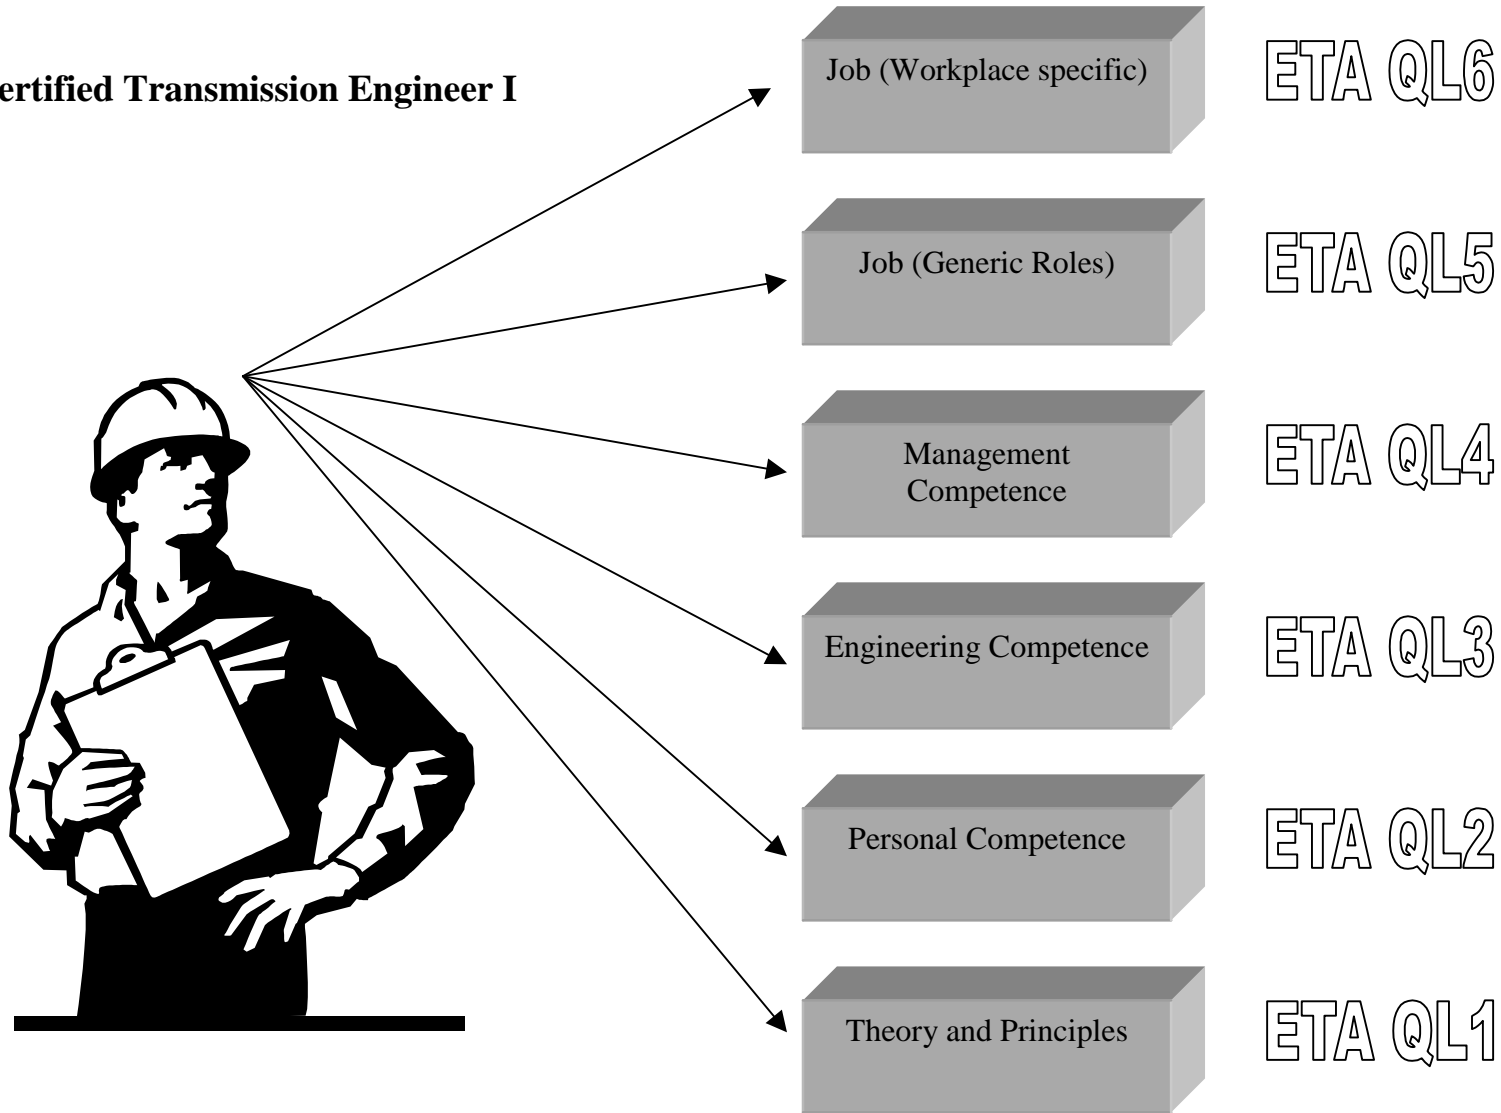 ertified Transmission Engineer I
Job (Workplace specific)
ETA QL6
Job (Generic Roles)
ETA QL5
Management
Competence
ETA QL4
Engineering Competence
ETA QL3
Personal Competence
ETA QL2
Theory and Principles
ETA QL1